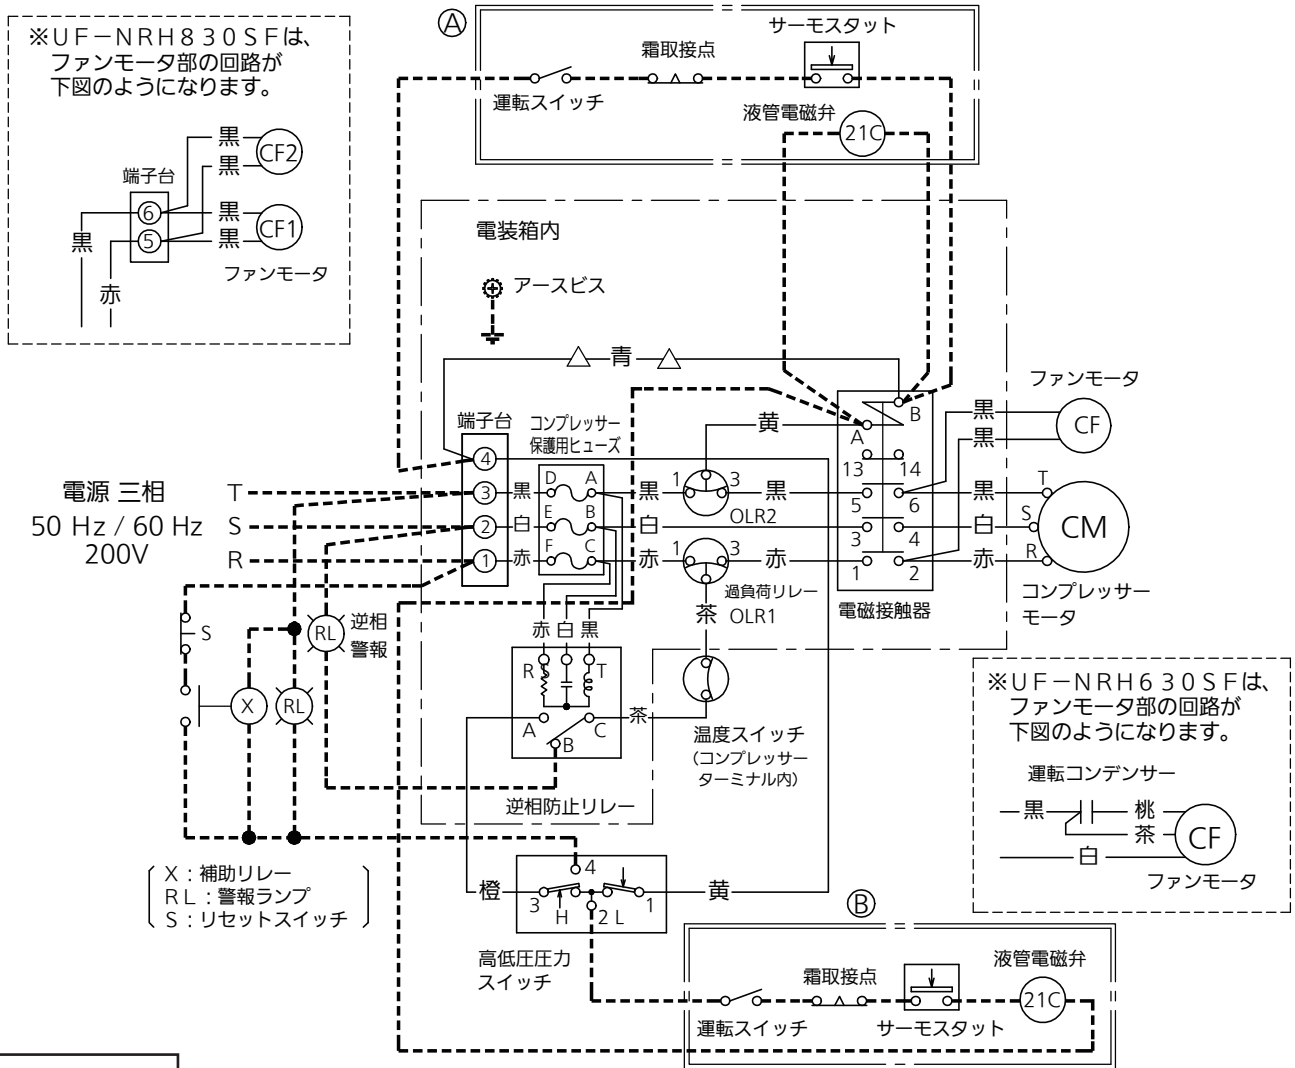 ※UF－NRH830SFは、
ファンモータ部の回路が
下図のようになります。
黒
CF2
黒
端子台
6
黒
CF1
5
黒
黒
ファンモータ
赤
A
サーモスタット
霜取接点
運転スイッチ
液管電磁弁
21C
電装箱内
アースビス
青
ファンモータ
黒
CF
黒
端子台
コンプレッサー
保護用ヒューズ
黄
B
A
13
14
4
電源 三相
50 Hz / 60 Hz
200V
T
3
黒
D
A
黒
1
3
黒
OLR2
5
6
黒
T
S
2
白
E
B
白
3
4
白
S
CM
R
1
赤
F
C
赤
1
3
赤
1
2
赤
R
過負荷リレー
OLR1
電磁接触器
コンプレッサー
モータ
茶
S
RL
逆相
警報
赤
白
黒
R
S
T
X
RL
A
B
C
茶
温度スイッチ
（コンプレッサー
ターミナル内）
逆相防止リレー
※UF－NRH630SFは、
ファンモータ部の回路が
下図のようになります。
運転コンデンサー
黒
桃
茶
CF
白
ファンモータ
X：補助リレー
RL：警報ランプ
S：リセットスイッチ
橙
4
3
H
2
L
1
黄
高低圧圧力
スイッチ
B
液管電磁弁
霜取接点
21C
運転スイッチ
サーモスタット